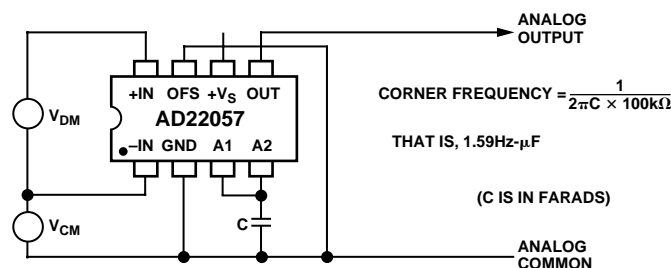 ANALOG
OUTPUT
+IN OFS +VS OUT
CORNER FREQUENCY = 1 / 2πC × 100kΩ
VDM
AD22057
THAT IS, 1.59Hz-μF
–IN GND A1 A2
(C IS IN FARADS)
VCM
C
ANALOG
COMMON